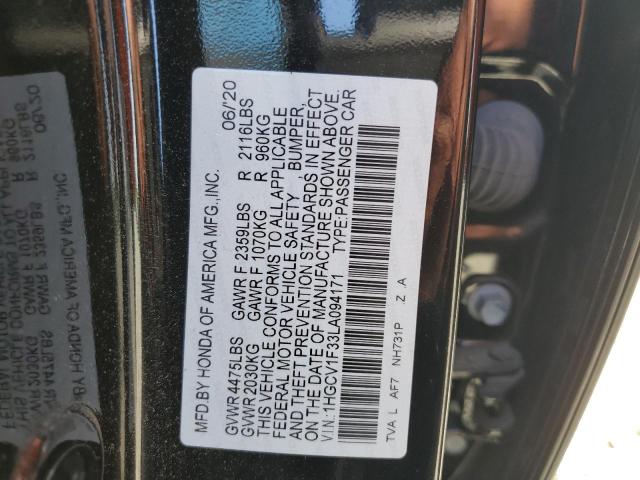 MFD.BY HONDA OF AMERICA MFG.,INC. 06/'20
GVWR 4475LBS GAWR F 2359LBS R 2116LBS
GVWR 2030KG GAWR F 1070KG R 960KG
THIS VEHICLE CONFORMS TO ALL APPLICABLE
FEDERAL MOTOR VEHICLE SAFETY, BUMPER,
AND THEFT PREVENTION STANDARDS IN EFFECT
ON THE DATE OF MANUFACTURE SHOWN ABOVE.
V.I.N.:1HGCV1F33LA094171 TYPE:PASSENGER CAR
TVA L AF7 NH731P Z .A